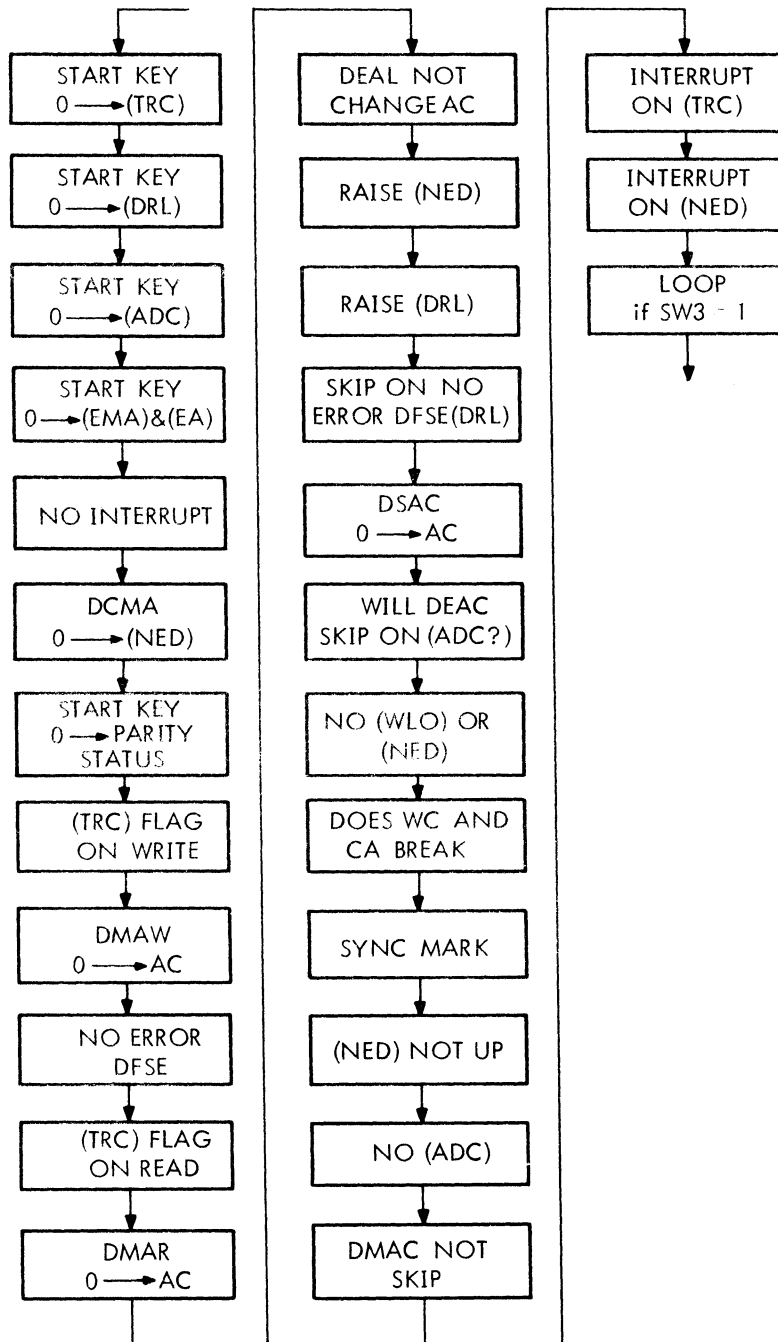 START KEY
0 → (TRC)
START KEY
0 → (DRL)
START KEY
0 → (ADC)
START KEY
0 → (EMA)&(EA)
NO INTERRUPT
DCMA
0 → (NED)
START KEY
0 → PARITY
STATUS
(TRC) FLAG
ON WRITE
DMAW
0 → AC
NO ERROR
DFSE
(TRC) FLAG
ON READ
DMAR
0 → AC
DEAL NOT
CHANGE AC
RAISE (NED)
RAISE (DRL)
SKIP ON NO
ERROR DFSE(DRL)
DSAC
0 → AC
WILL DEAC
SKIP ON (ADC?)
NO (WLO) OR
(NED)
DOES WC AND
CA BREAK
SYNC MARK
(NED) NOT UP
NO (ADC)
DMAC NOT
SKIP
INTERRUPT
ON (TRC)
INTERRUPT
ON (NED)
LOOP
if SW3 - 1